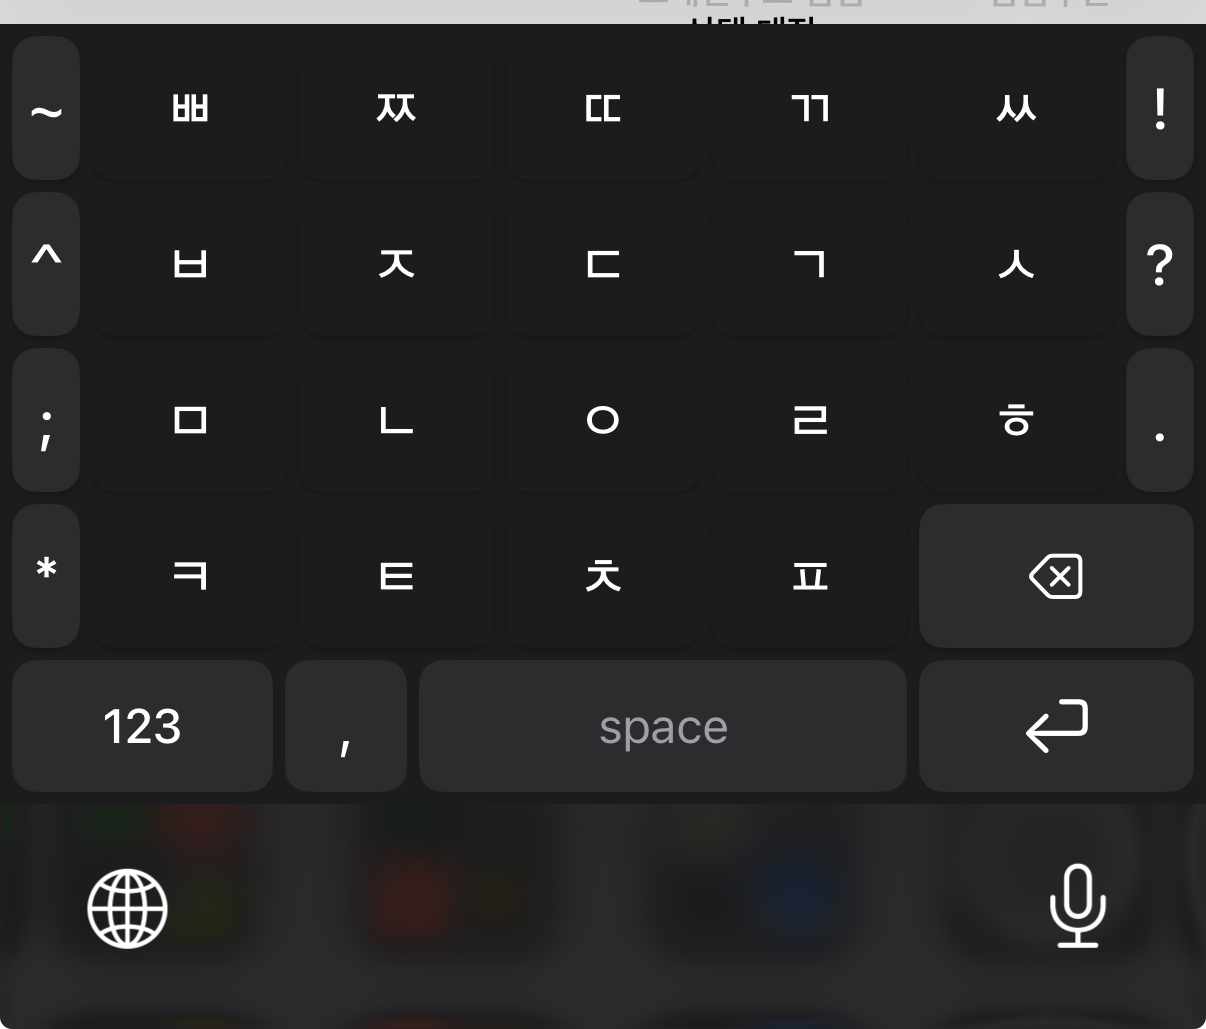 ~ ㅃ ㅉ ㄸ ㄲ ㅆ !
^ ㅂ ㅈ ㄷ ㄱ ㅅ ?
; ㅁ ㄴ ㅇ ㄹ ㅎ .
* ㅋ ㅌ ㅊ ㅍ
123 , space